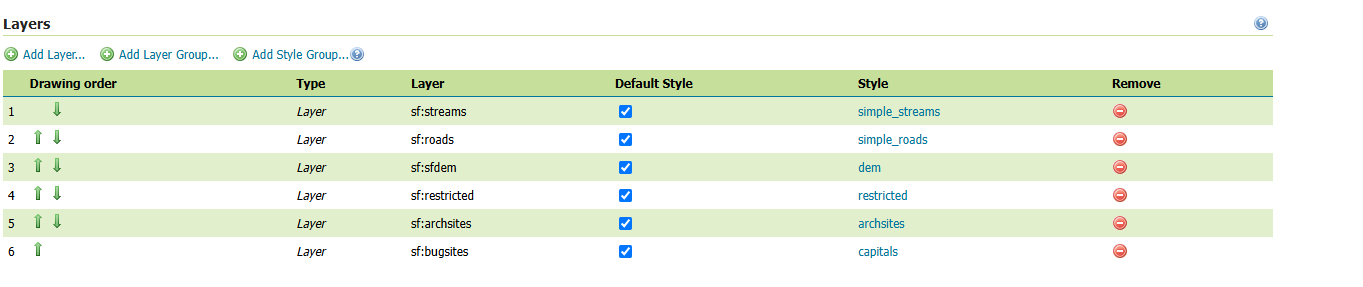 Layers
Add Layer... Add Layer Group... Add Style Group...
Drawing order Type Layer Default Style Style Remove
1 Layer sf:streams simple_streams
2 Layer sf:roads simple_roads
3 Layer sf:sfdem dem
4 Layer sf:restricted restricted
5 Layer sf:archsites archsites
6 Layer sf:bugsites capitals